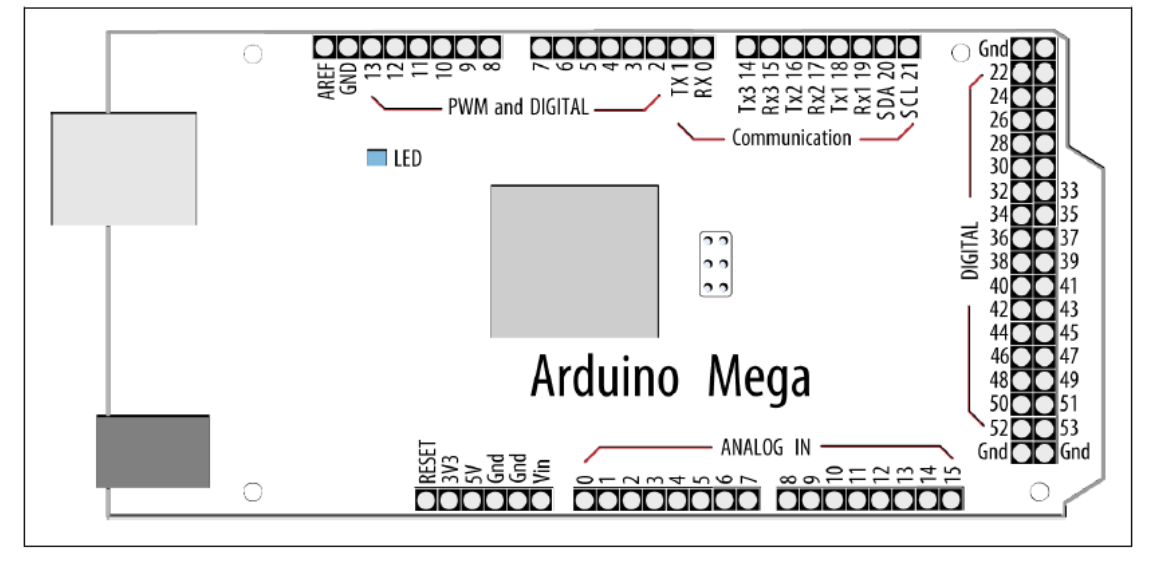 AREF GND 13 12 11 10 9 8 7 6 5 4 3 2 TX 1 RX 0 Tx3 14 Rx3 15 Tx2 16 Rx2 17 Tx1 18 Rx1 19 SDA 20 SCL 21
PWM and DIGITAL
Communication
LED
Gnd
22
24
26
28
30
32 33
34 35
36 37
38 39
40 41
42 43
44 45
46 47
48 49
50 51
52 53
Gnd Gnd
DIGITAL
Arduino Mega
ANALOG IN
RESET 3V3 5V Gnd Gnd Vin 0 1 2 3 4 5 6 7 8 9 10 11 12 13 14 15